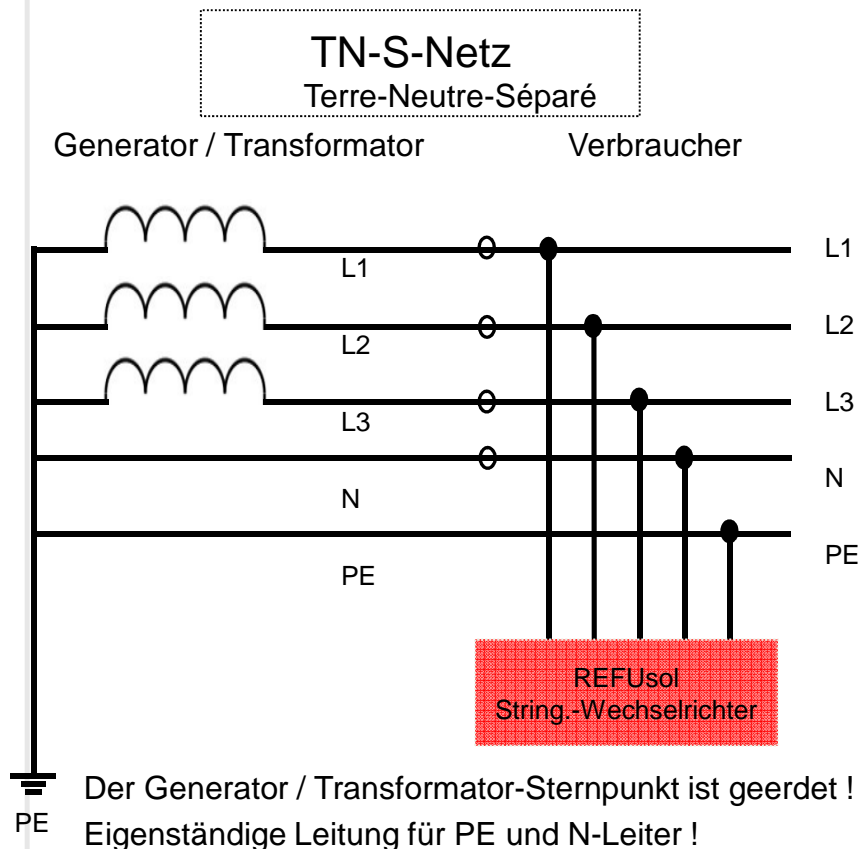 TN-S-Netz
Terre-Neutre-Séparé
Generator / Transformator Verbraucher
L1 L1
L2 L2
L3 L3
N N
PE PE
REFUsol
String.-Wechselrichter
Der Generator / Transformator-Sternpunkt ist geerdet !
PE
Eigenständige Leitung für PE und N-Leiter !